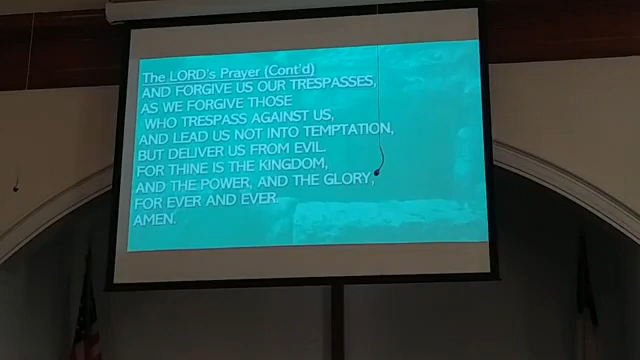 The LORD's Prayer (Cont'd)
AND FORGIVE US OUR TRESPASSES,
AS WE FORGIVE THOSE
WHO TRESPASS AGAINST US,
AND LEAD US NOT INTO TEMPTATION,
BUT DELIVER US FROM EVIL.
FOR THINE IS THE KINGDOM,
AND THE POWER, AND THE GLORY,
FOR EVER AND EVER.
AMEN.